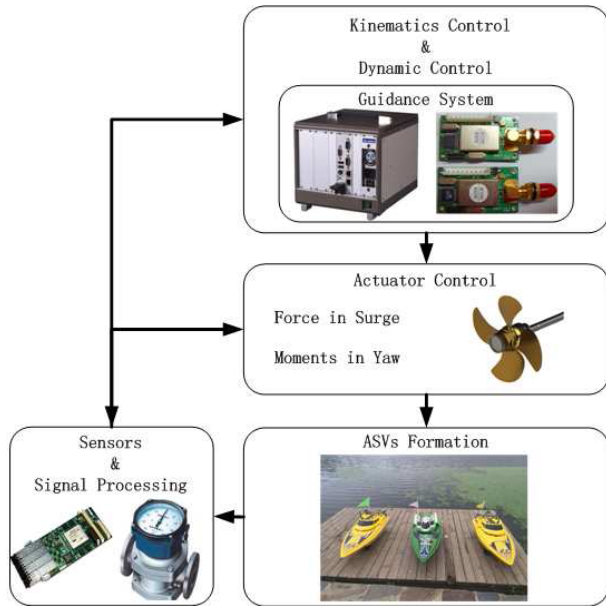 Kinematics Control
&
Dynamic Control
Guidance System
Actuator Control
Force in Surge
Moments in Yaw
Sensors
&
Signal Processing
ASVs Formation